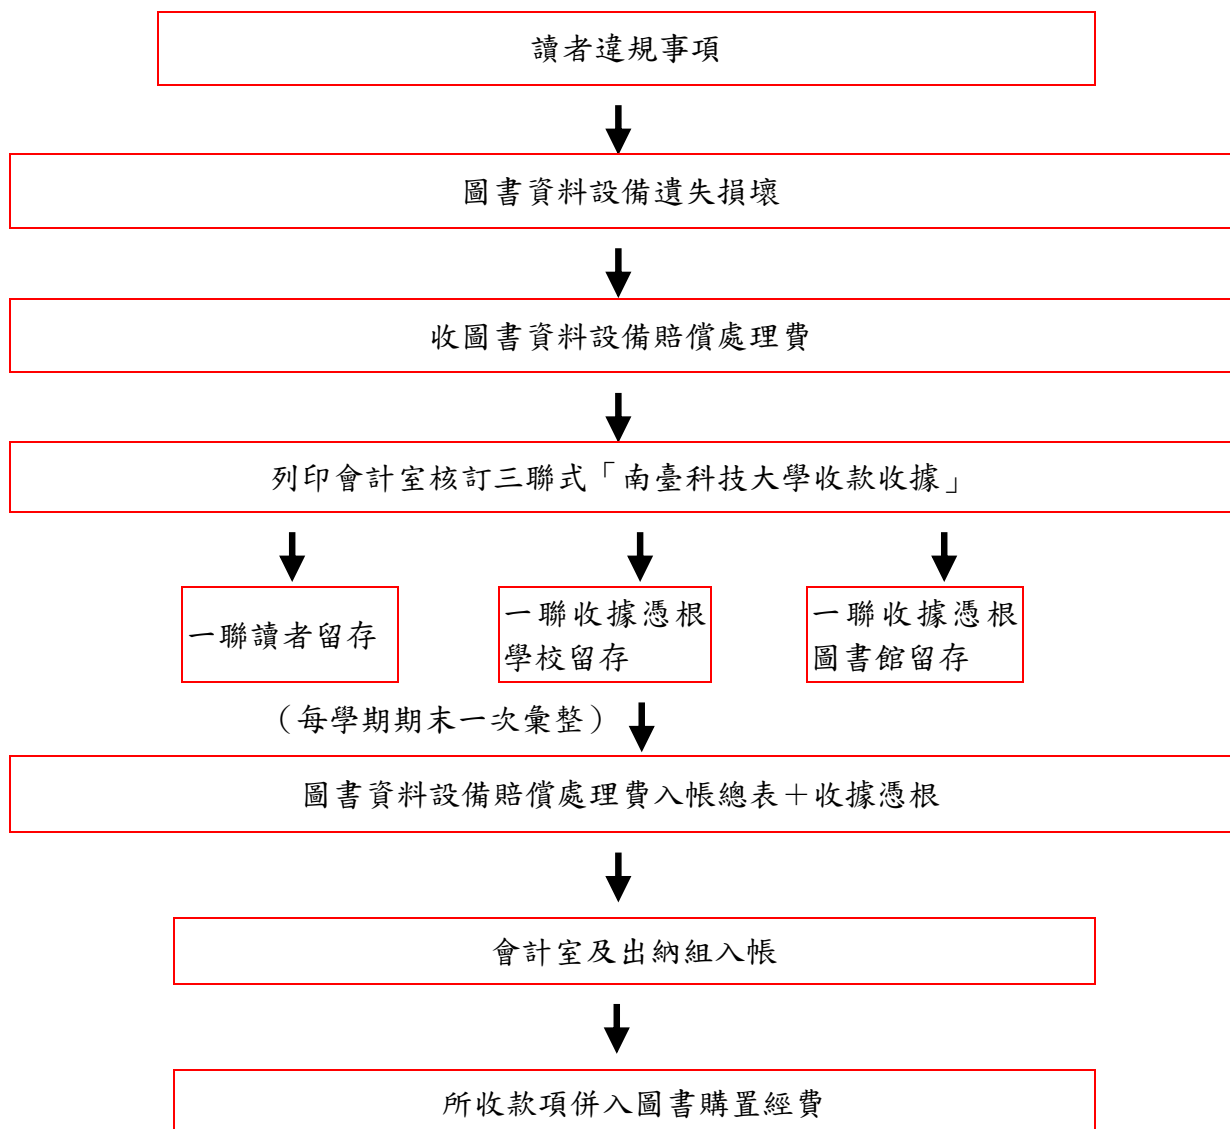 讀者違規事項
圖書資料設備遺失損壞
收圖書資料設備賠償處理費
列印會計室核訂三聯式「南臺科技大學收款收據」
一聯讀者留存
一聯收據憑根
學校留存
一聯收據憑根
圖書館留存
（每學期期末一次彙整）
圖書資料設備賠償處理費入帳總表＋收據憑根
會計室及出納組入帳
所收款項併入圖書購置經費